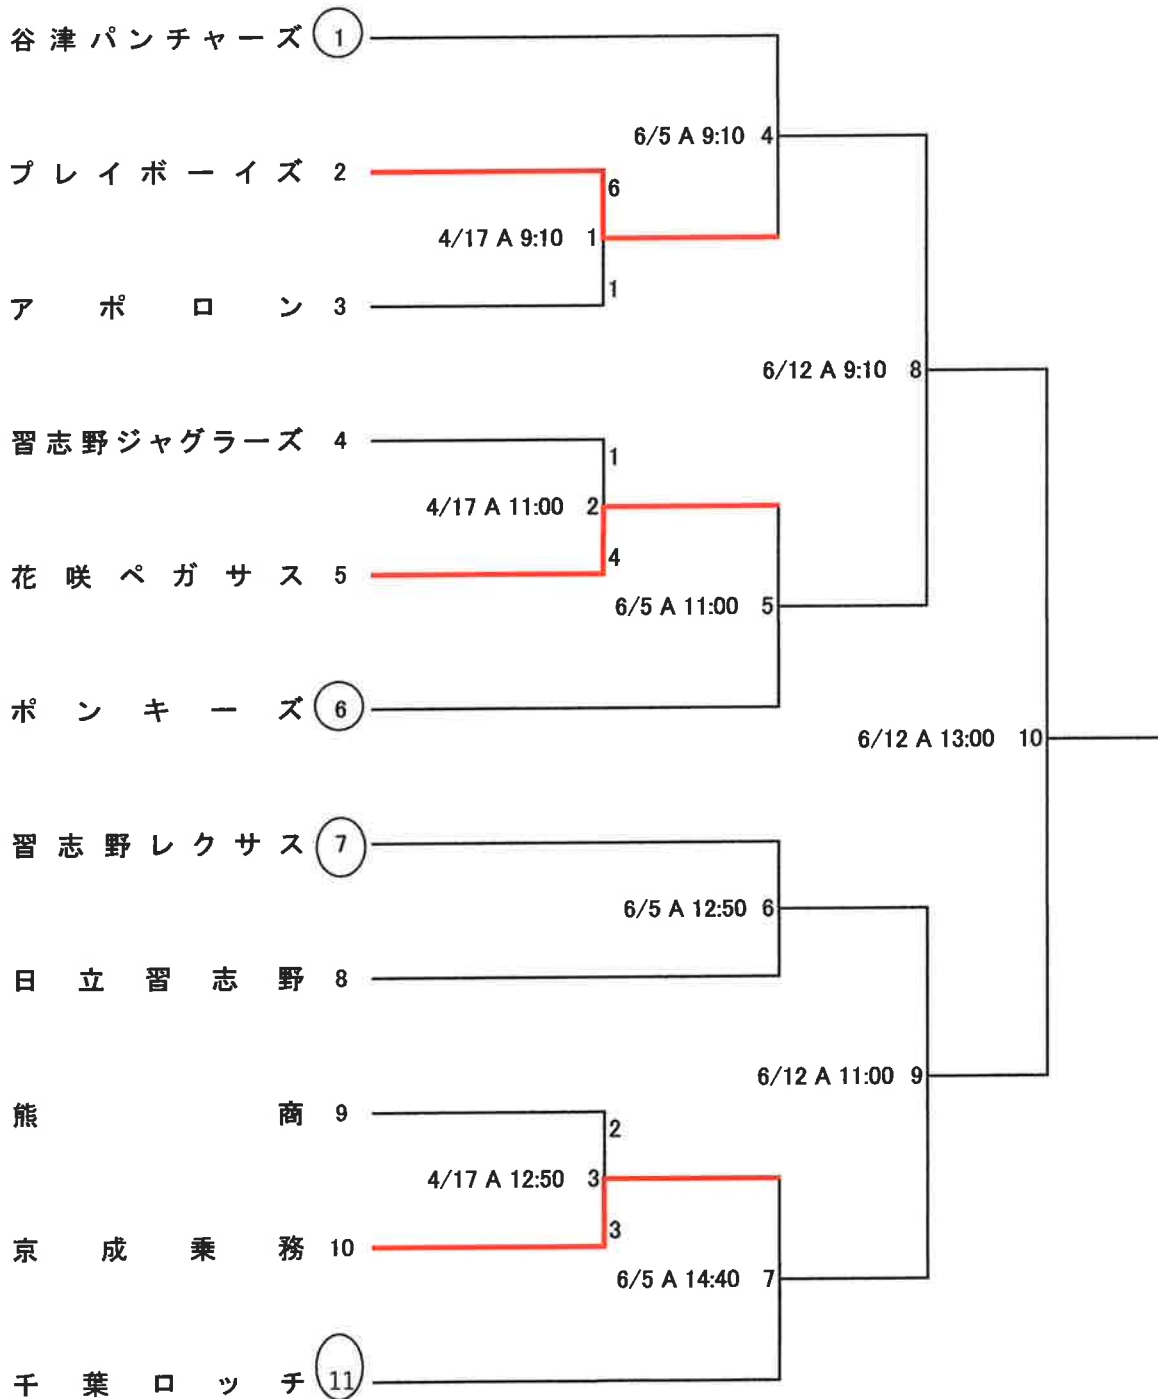 谷津パンチャーズ 1
6/5 A 9:10 4
プレイボーイズ 2
6
4/17 A 9:10 1
1
アポロン 3
6/12 A 9:10 8
習志野ジャグラーズ 4
1
4/17 A 11:00 2
4
花咲ペガサス 5
6/5 A 11:00 5
ポンキーズ 6
6/12 A 13:00 10
習志野レクサス 7
6/5 A 12:50 6
日立習志野 8
6/12 A 11:00 9
熊商 9
2
4/17 A 12:50 3
3
京成乗務 10
6/5 A 14:40 7
千葉ロッテ 11